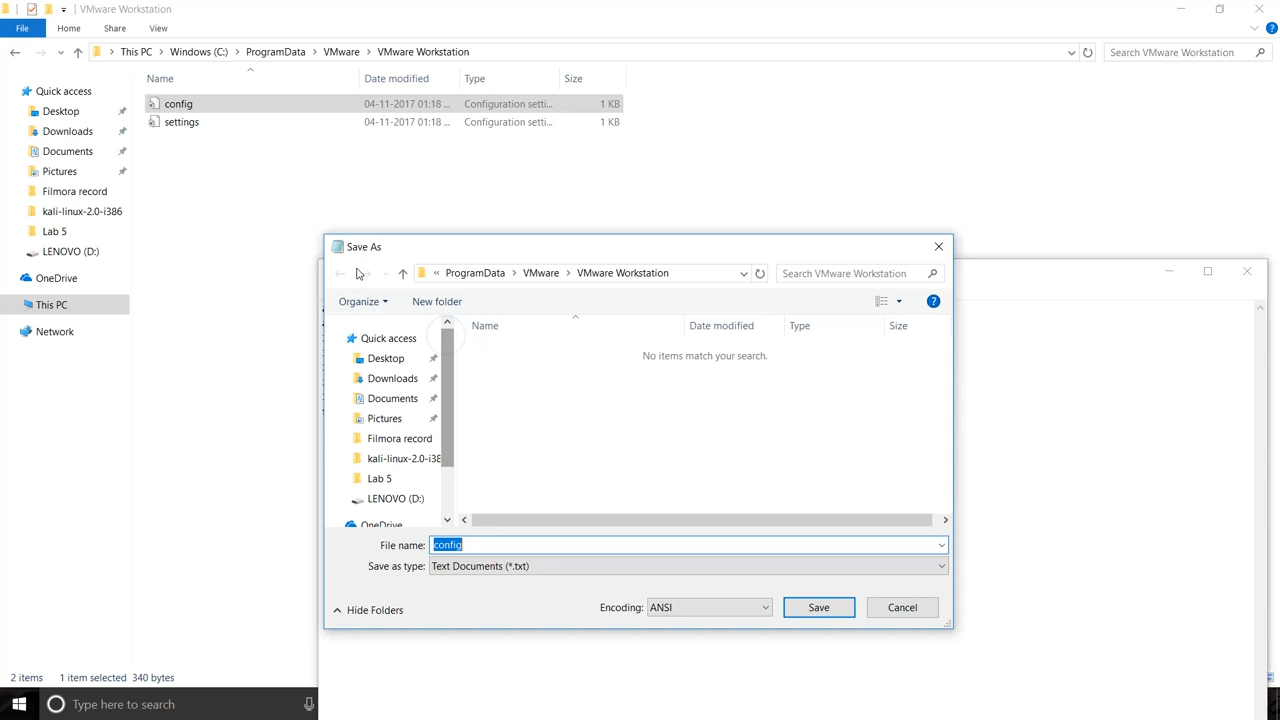 VMware Workstation
File Home Share View
This PC Windows (C:) ProgramData VMware VMware Workstation Search VMware Workstation
Name Date modified Type Size
Quick access
Desktop
Downloads
Documents
Pictures
Filmora record
kali-linux-2.0-i386
Lab 5
LENOVO (D:)
OneDrive
This PC
Network
config 04-11-2017 01:18 ... Configuration setti... 1 KB
settings 04-11-2017 01:18 ... Configuration setti... 1 KB
Save As
« ProgramData VMware VMware Workstation Search VMware Workstation
Organize New folder
Name Date modified Type Size
No items match your search.
Quick access
Desktop
Downloads
Documents
Pictures
Filmora record
kali-linux-2.0-i38
Lab 5
LENOVO (D:)
OneDrive
File name: config
Save as type: Text Documents (*.txt)
Hide Folders Encoding: ANSI Save Cancel
2 items 1 item selected 340 bytes
Type here to search